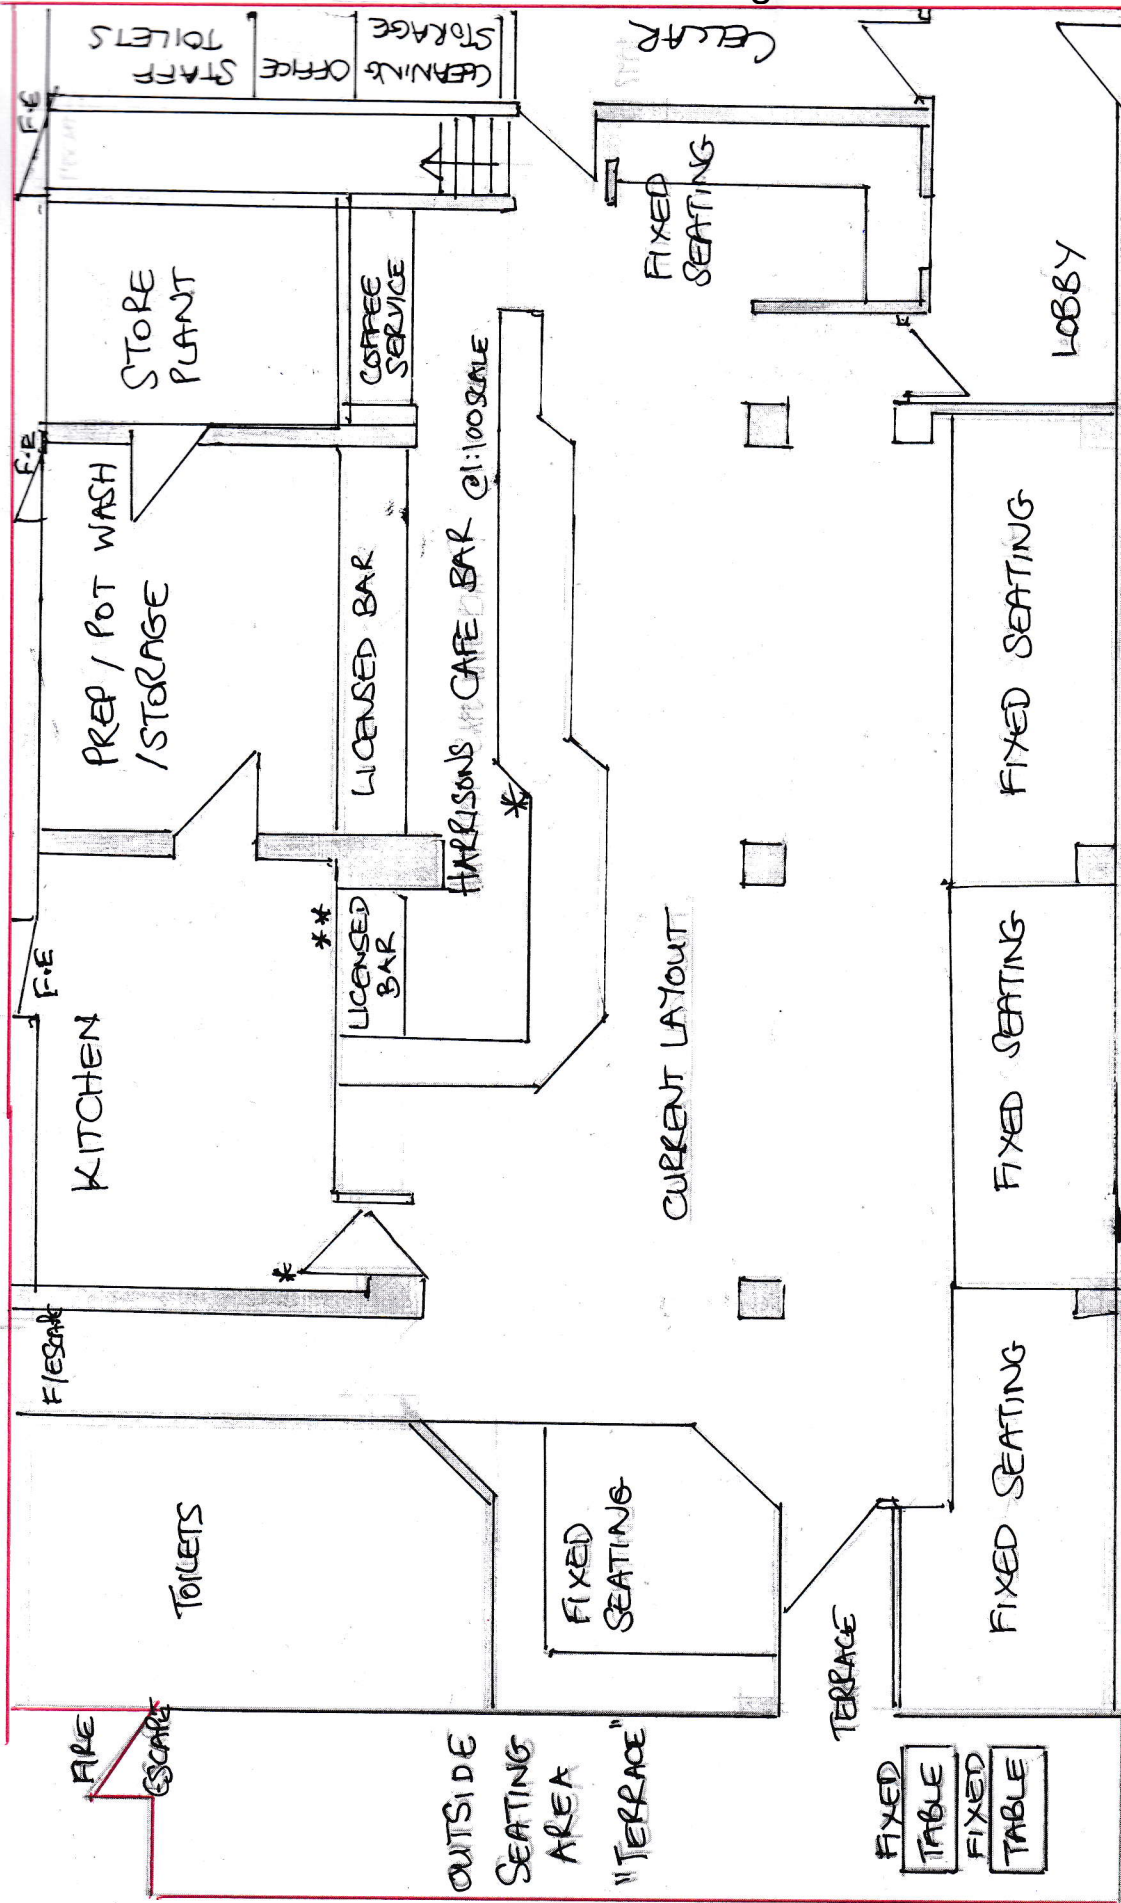 STAFF
TOILETS
OFFICE
CLEANING
STORAGE
CELLAR
F.E
STORE
PLANT
COFFEE
SERVICE
FIXED
SEATING
LOBBY
F.E
PREP / POT WASH
/STORAGE
LICENSED BAR
HARRISONS CAFE BAR @1:100SCALE
*
FIXED SEATING
F.E
KITCHEN
**
LICENSED
BAR
CURRENT LAYOUT
FIXED SEATING
*
F/ESCAPE
TOILETS
FIXED
SEATING
FIXED SEATING
TERRACE
FIRE
ESCAPE
OUTSIDE
SEATING
AREA
"TERRACE"
FIXED
TABLE
FIXED
TABLE